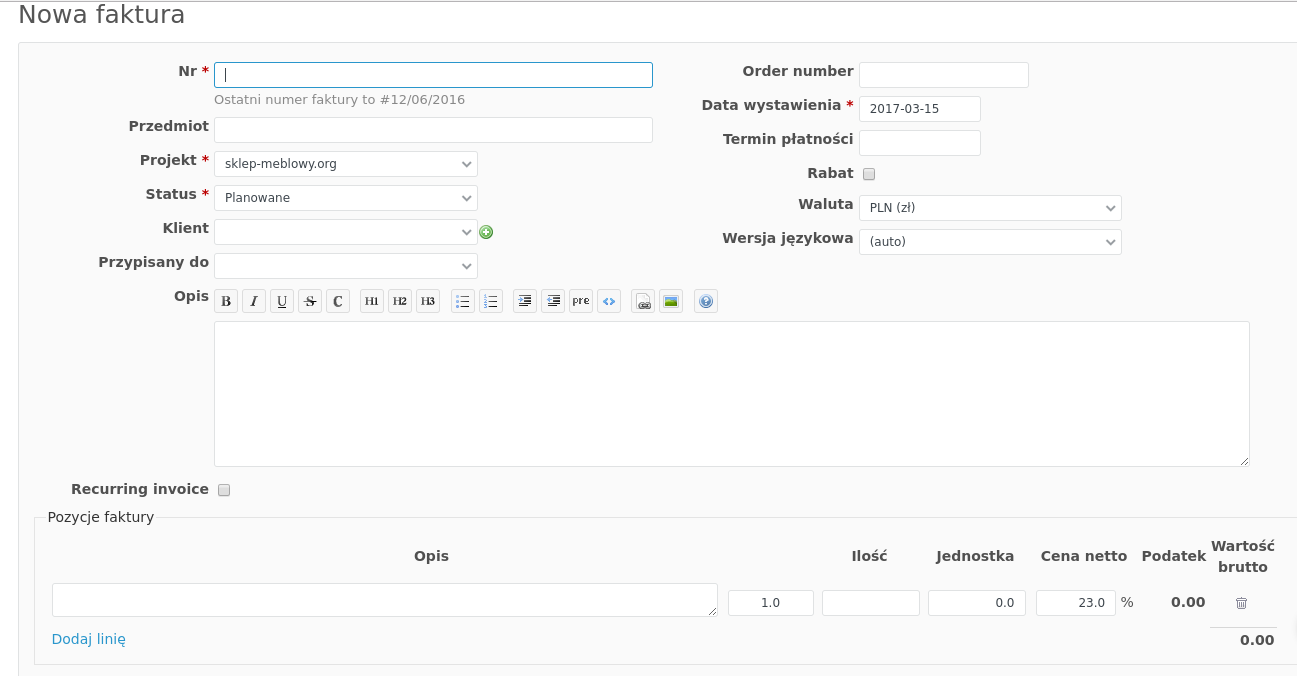 Nowa faktura
Nr *
Ostatni numer faktury to #12/06/2016
Przedmiot
Projekt * sklep-meblowy.org
Status * Planowane
Klient
Przypisany do
Order number
Data wystawienia * 2017-03-15
Termin płatności
Rabat
Waluta PLN (zł)
Wersja językowa (auto)
Opis B I U S C H1 H2 H3 pre <> ?
Recurring invoice
Pozycje faktury
Opis Ilość Jednostka Cena netto Podatek Wartość brutto
1.0 0.0 23.0 % 0.00
Dodaj linię 0.00